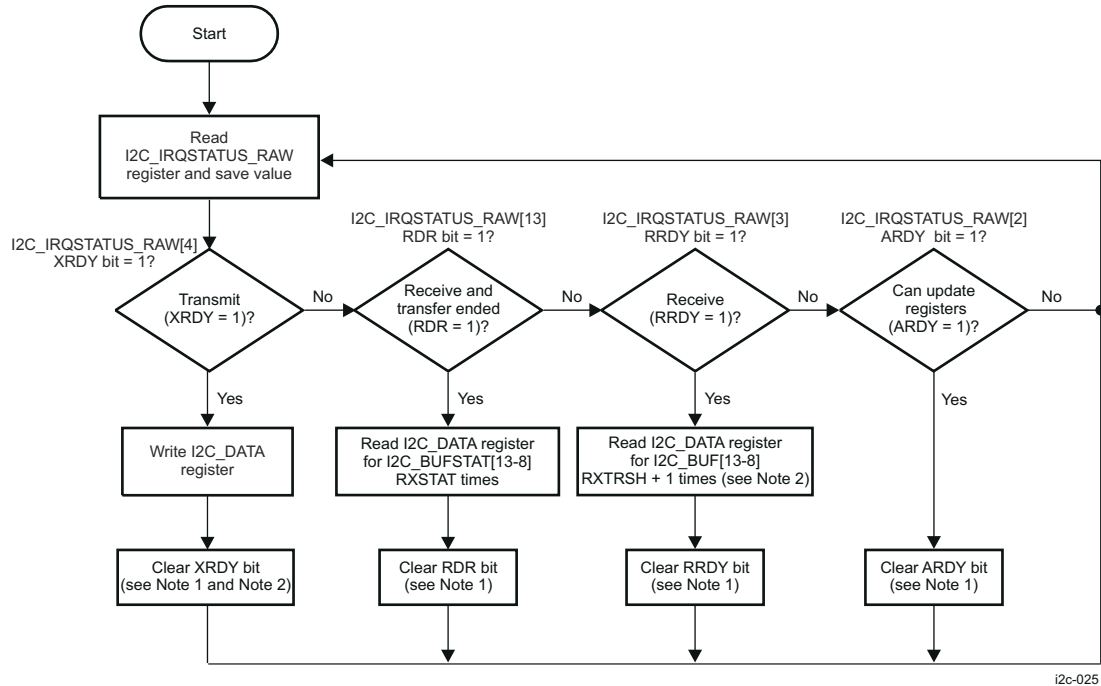 Start
Read
I2C_IRQSTATUS_RAW
register and save value
I2C_IRQSTATUS_RAW[4]
XRDY bit = 1?
I2C_IRQSTATUS_RAW[13]
RDR bit = 1?
I2C_IRQSTATUS_RAW[3]
RRDY bit = 1?
I2C_IRQSTATUS_RAW[2]
ARDY bit = 1?
Transmit
(XRDY = 1)?
No
Receive and
transfer ended
(RDR = 1)?
No
Receive
(RRDY = 1)?
No
Can update
registers
(ARDY = 1)?
No
Yes
Yes
Yes
Yes
Write I2C_DATA
register
Read I2C_DATA register
for I2C_BUFSTAT[13-8]
RXSTAT times
Read I2C_DATA register
for I2C_BUF[13-8]
RXTRSH + 1 times (see Note 2)
Clear XRDY bit
(see Note 1 and Note 2)
Clear RDR bit
(see Note 1)
Clear RRDY bit
(see Note 1)
Clear ARDY bit
(see Note 1)
i2c-025